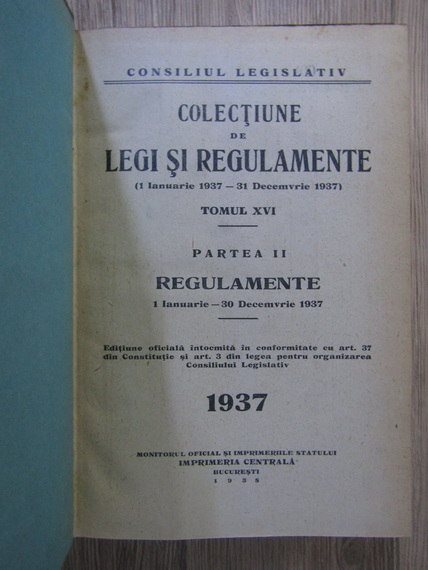 CONSILIUL LEGISLATIV
COLECŢIUNE
DE
LEGI ŞI REGULAMENTE
(1 Ianuarie 1937 — 31 Decemvrie 1937)
TOMUL XVI
PARTEA II
REGULAMENTE
1 Ianuarie — 30 Decemvrie 1937
Ediţiune oficială întocmită în conformitate cu art. 37
din Constituţie şi art. 3 din legea pentru organizarea
Consiliului Legislativ
1937
MONITORUL OFICIAL ŞI IMPRIMERIILE STATULUI
IMPRIMERIA CENTRALĂ
BUCUREŞTI
1938